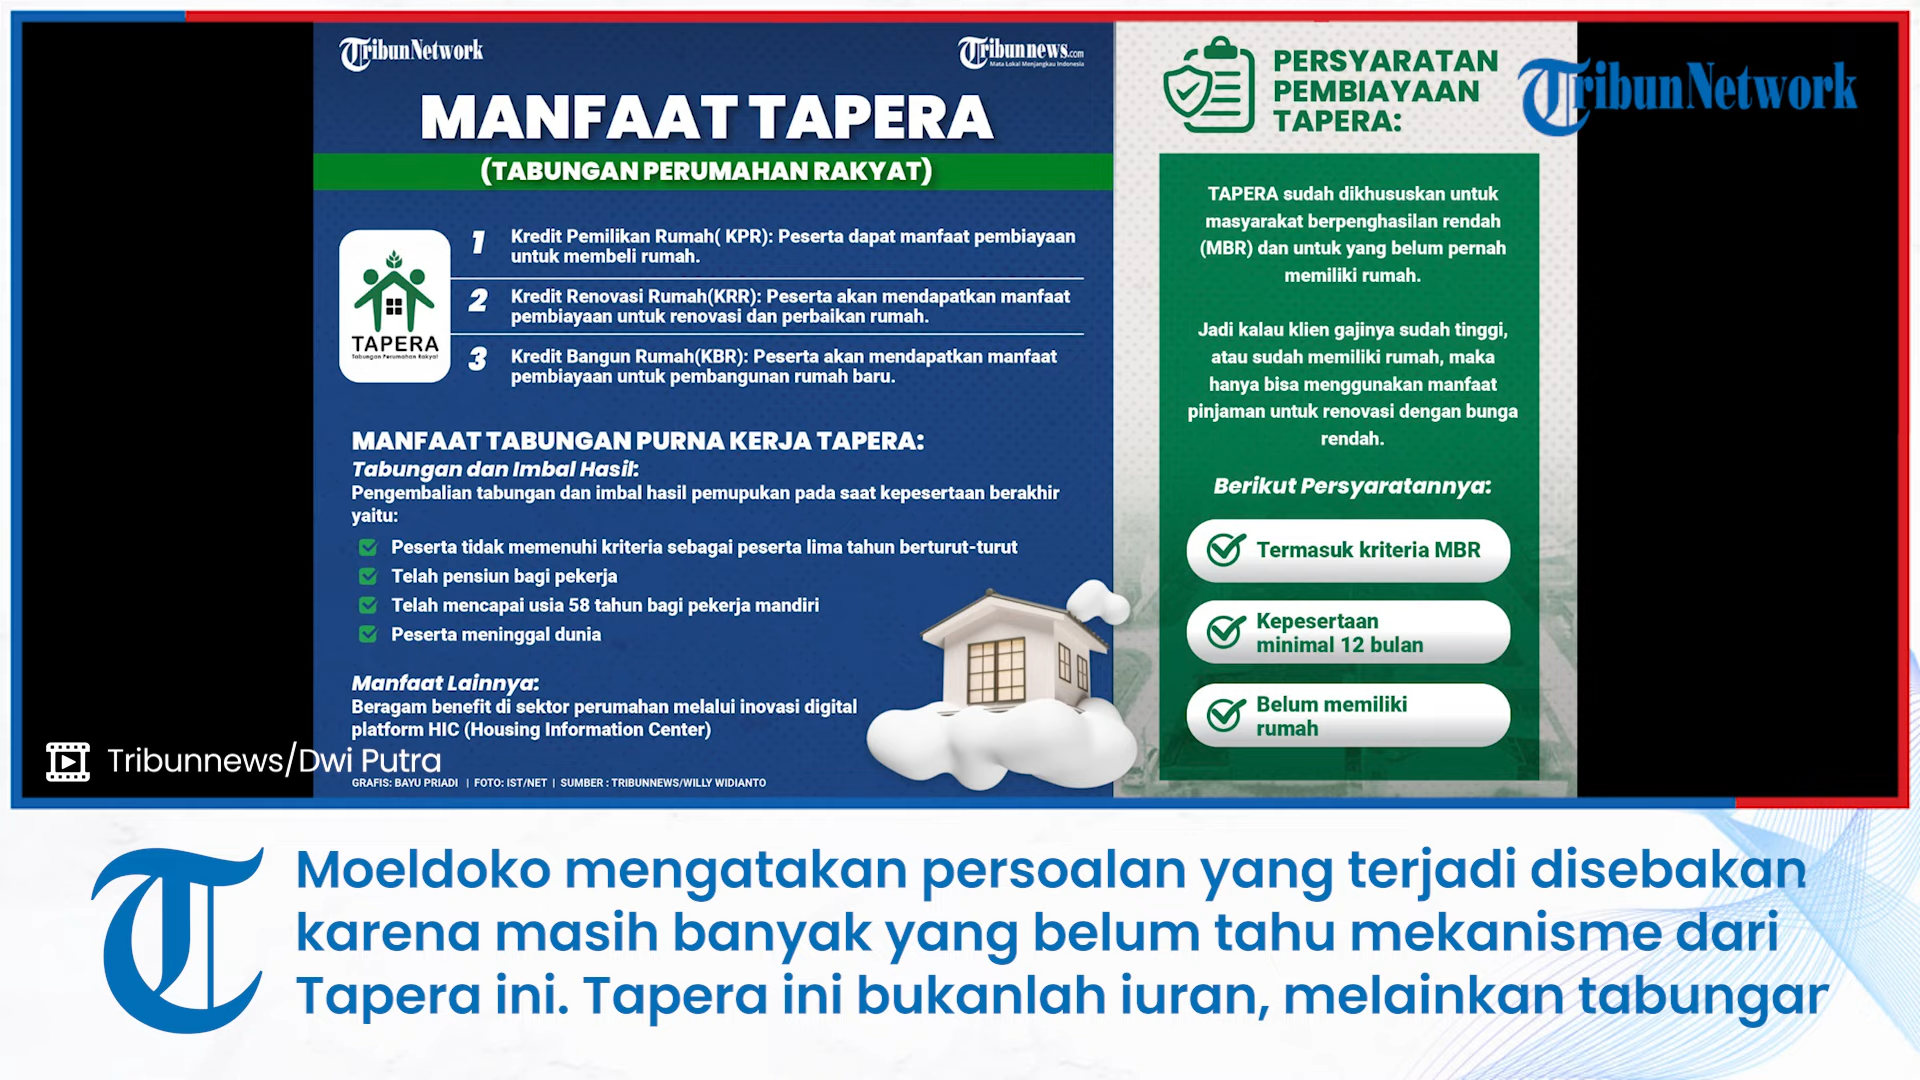 TribunNetwork
Tribunnews.com
Mata Lokal Menjangkau Indonesia
MANFAAT TAPERA
(TABUNGAN PERUMAHAN RAKYAT)
TAPERA
Tabungan Perumahan Rakyat
1 Kredit Pemilikan Rumah( KPR): Peserta dapat manfaat pembiayaan
untuk membeli rumah.
2 Kredit Renovasi Rumah(KRR): Peserta akan mendapatkan manfaat
pembiayaan untuk renovasi dan perbaikan rumah.
3 Kredit Bangun Rumah(KBR): Peserta akan mendapatkan manfaat
pembiayaan untuk pembangunan rumah baru.
MANFAAT TABUNGAN PURNA KERJA TAPERA:
Tabungan dan Imbal Hasil:
Pengembalian tabungan dan imbal hasil pemupukan pada saat kepesertaan berakhir
yaitu:
Peserta tidak memenuhi kriteria sebagai peserta lima tahun berturut-turut
Telah pensiun bagi pekerja
Telah mencapai usia 58 tahun bagi pekerja mandiri
Peserta meninggal dunia
Manfaat Lainnya:
Beragam benefit di sektor perumahan melalui inovasi digital
platform HIC (Housing Information Center)
Tribunnews/Dwi Putra
GRAFIS: BAYU PRIADI | FOTO: IST/NET | SUMBER : TRIBUNNEWS/WILLY WIDIANTO
PERSYARATAN
PEMBIAYAAN
TAPERA:
TribunNetwork
TAPERA sudah dikhususkan untuk
masyarakat berpenghasilan rendah
(MBR) dan untuk yang belum pernah
memiliki rumah.
Jadi kalau klien gajinya sudah tinggi,
atau sudah memiliki rumah, maka
hanya bisa menggunakan manfaat
pinjaman untuk renovasi dengan bunga
rendah.
Berikut Persyaratannya:
Termasuk kriteria MBR
Kepesertaan
minimal 12 bulan
Belum memiliki
rumah
T
Moeldoko mengatakan persoalan yang terjadi disebakan
karena masih banyak yang belum tahu mekanisme dari
Tapera ini. Tapera ini bukanlah iuran, melainkan tabungar